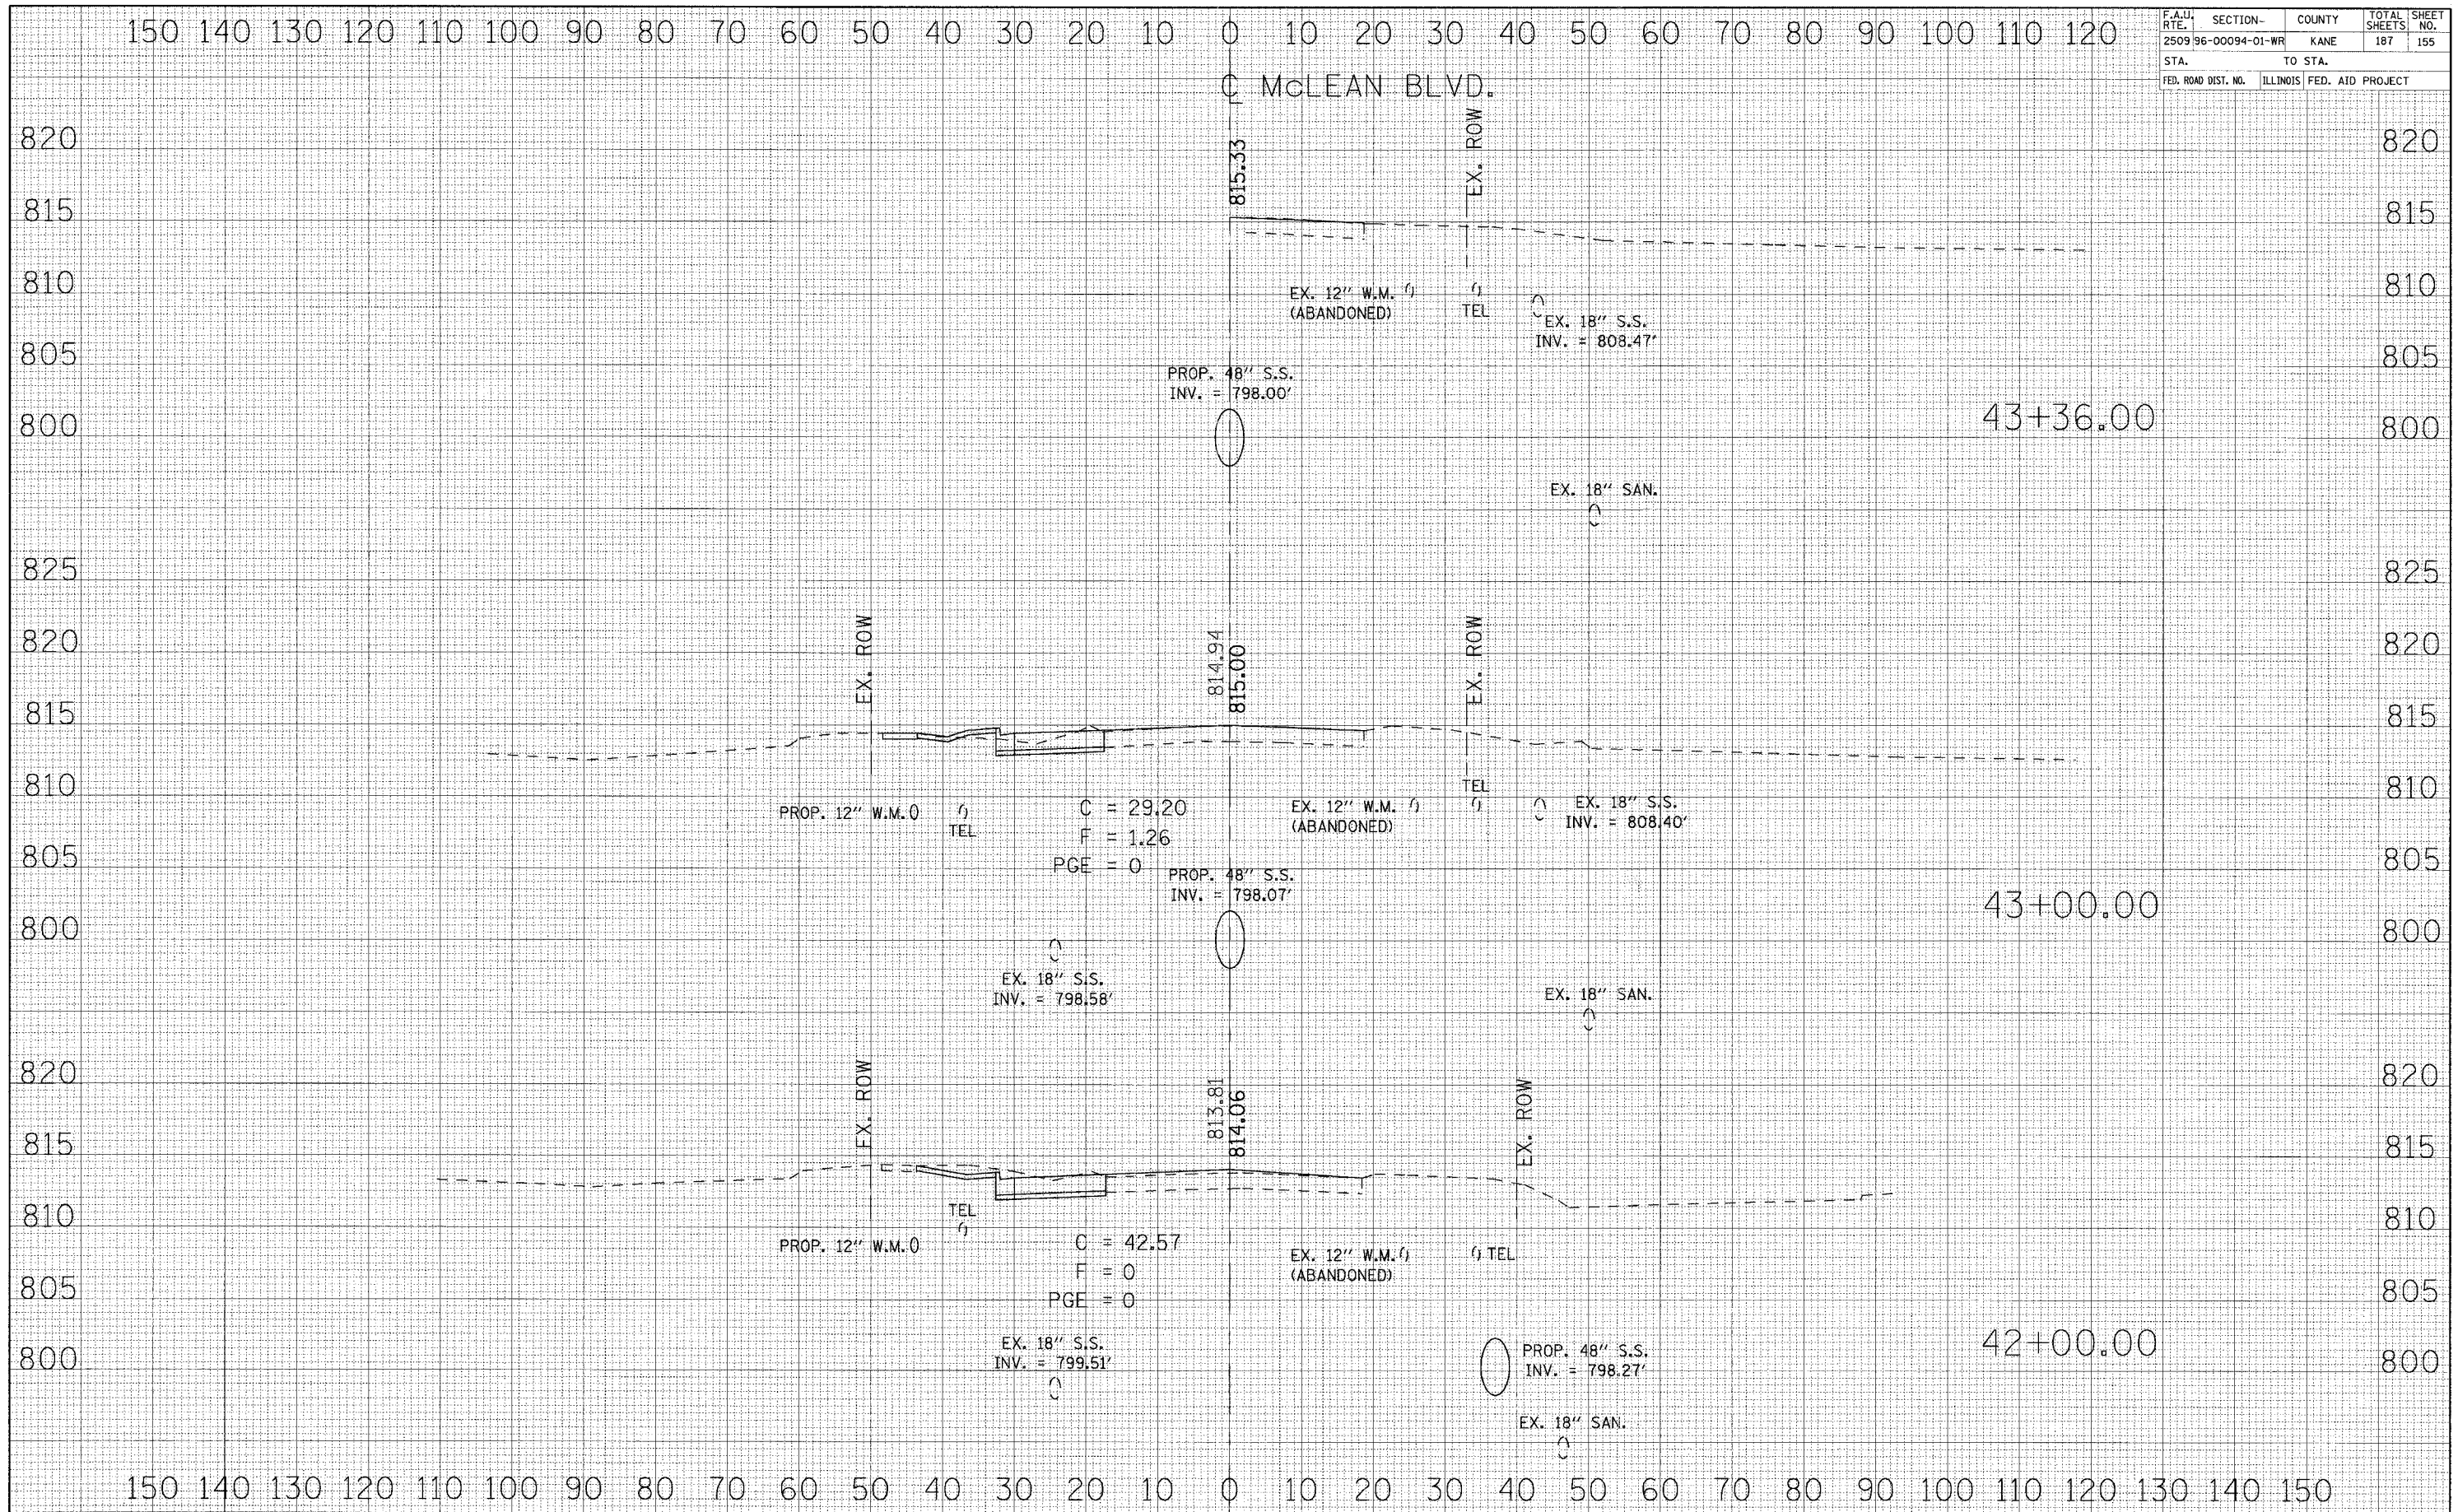 150 140 130 120 110 100 90 80 70 60 50 40 30 20 10 0 10 20 30 40 50 60 70 80 90 100 110 120
F.A.U. RTE. SECTION- COUNTY TOTAL SHEETS SHEET NO.
2509 96-00094-01-WR KANE 187 155
STA. TO STA.
FED. ROAD DIST. NO. ILLINOIS FED. AID PROJECT
℄ McLEAN BLVD.
820 820
815.33
EX. ROW
815 815
810 810
EX. 12" W.M.
(ABANDONED)
TEL
EX. 18" S.S.
INV. = 808.47'
805 805
PROP. 48" S.S.
INV. = 798.00'
43+36.00
800 800
EX. 18" SAN.
825 825
820 820
EX. ROW
814.94
815.00
EX. ROW
815 815
810 810
PROP. 12" W.M.
TEL
C = 29.20
F = 1.26
PGE = 0
EX. 12" W.M.
(ABANDONED)
TEL
EX. 18" S.S.
INV. = 808.40'
805 805
PROP. 48" S.S.
INV. = 798.07'
43+00.00
800 800
EX. 18" S.S.
INV. = 798.58'
EX. 18" SAN.
820 820
EX. ROW
813.81
814.06
EX. ROW
815 815
810 810
TEL
PROP. 12" W.M.
C = 42.57
F = 0
PGE = 0
EX. 12" W.M.
(ABANDONED)
TEL
805 805
EX. 18" S.S.
INV. = 799.51'
PROP. 48" S.S.
INV. = 798.27'
42+00.00
800 800
EX. 18" SAN.
150 140 130 120 110 100 90 80 70 60 50 40 30 20 10 0 10 20 30 40 50 60 70 80 90 100 110 120 130 140 150